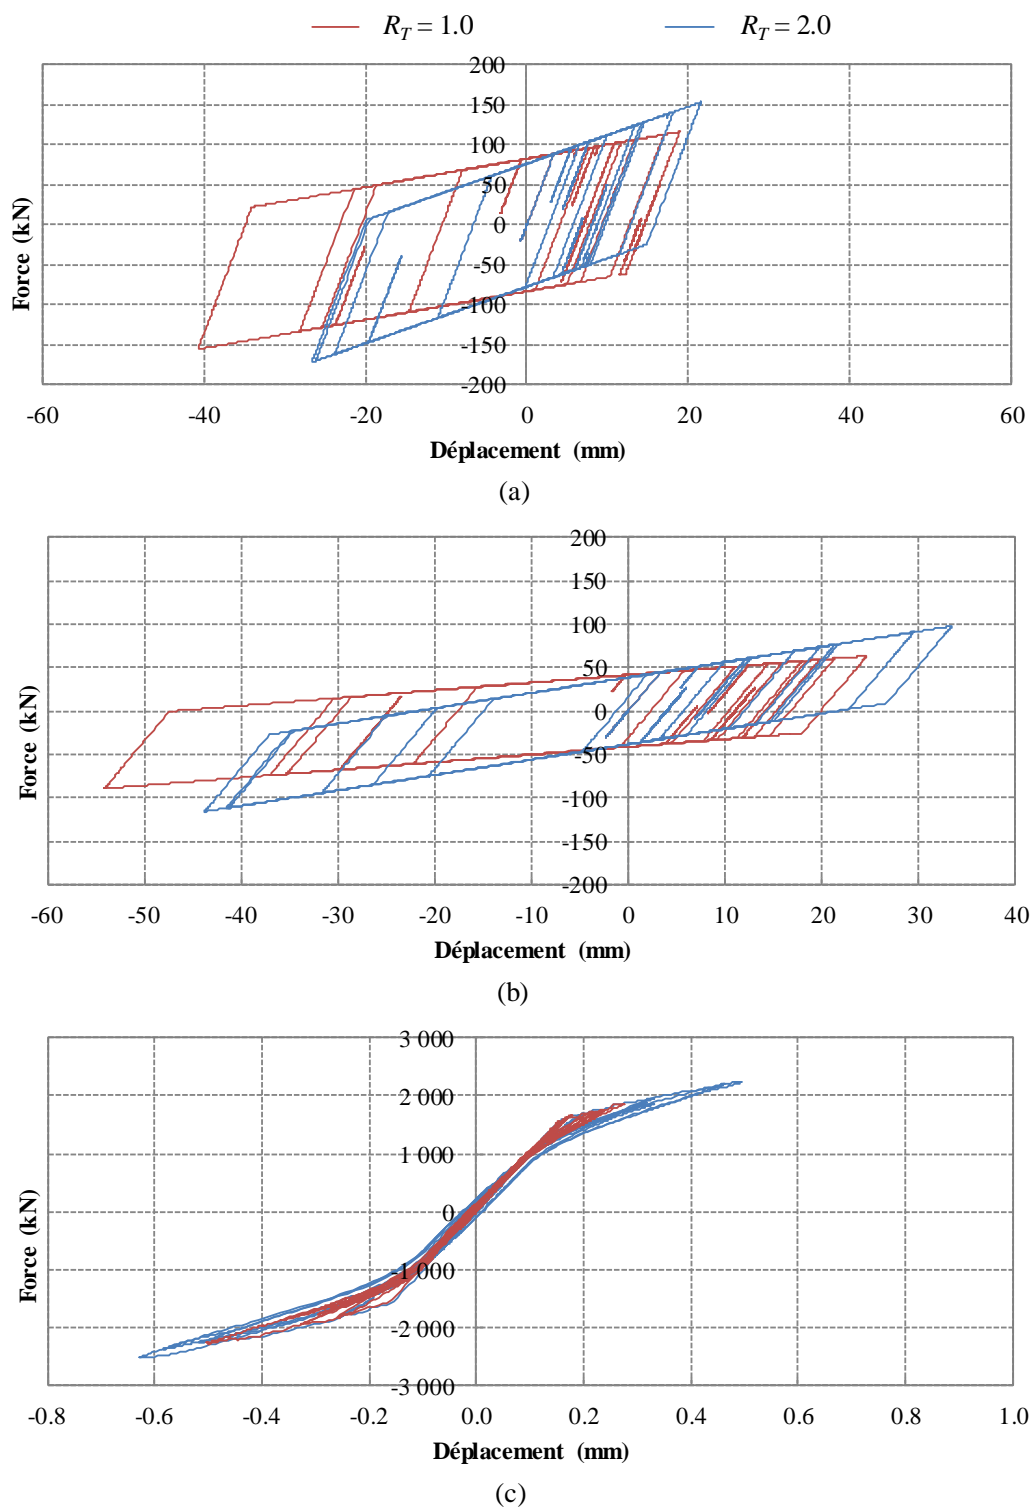 R_T = 1.0 R_T = 2.0
200
150
100
50
0
-50
-100
-150
-200
Force (kN)
-60 -40 -20 0 20 40 60
Déplacement (mm)
(a)
200
150
100
50
0
-50
-100
-150
-200
Force (kN)
-60 -50 -40 -30 -20 -10 0 10 20 30 40
Déplacement (mm)
(b)
3 000
2 000
1 000
0
-1 000
-2 000
-3 000
Force (kN)
-0.8 -0.6 -0.4 -0.2 0.0 0.2 0.4 0.6 0.8 1.0
Déplacement (mm)
(c)